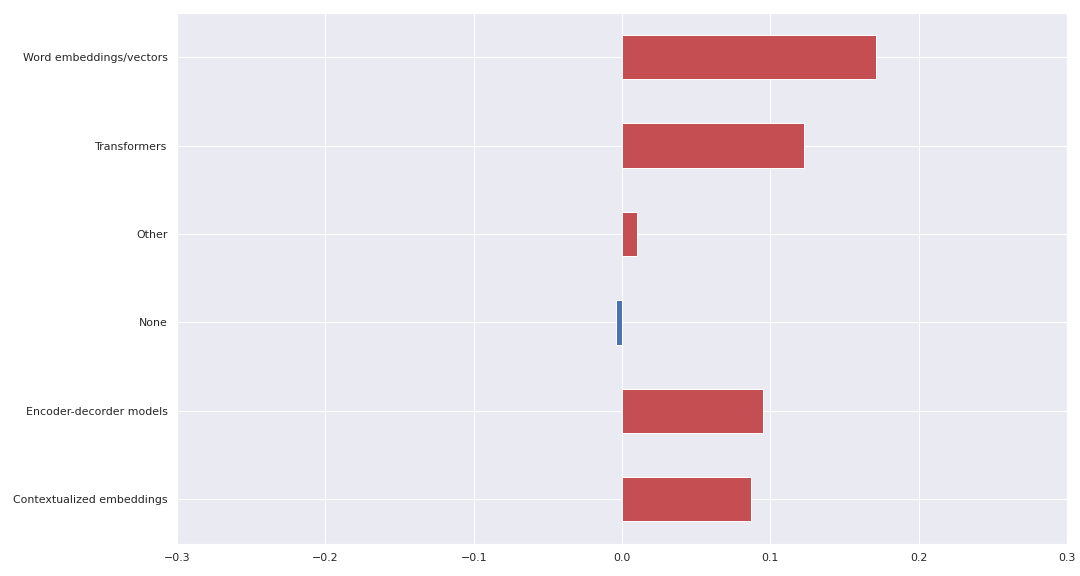 Word embeddings/vectors
Transformers
Other
None
Encoder-decorder models
Contextualized embeddings
−0.3 −0.2 −0.1 0.0 0.1 0.2 0.3